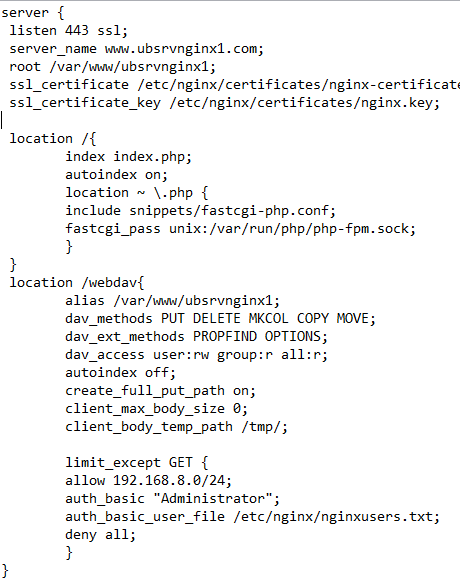 server {
 listen 443 ssl;
 server_name www.ubsrvnginx1.com;
 root /var/www/ubsrvnginx1;
 ssl_certificate /etc/nginx/certificates/nginx-certificate
 ssl_certificate_key /etc/nginx/certificates/nginx.key;

 location /{
        index index.php;
        autoindex on;
        location ~ \.php {
        include snippets/fastcgi-php.conf;
        fastcgi_pass unix:/var/run/php/php-fpm.sock;
        }
 }
 location /webdav{
        alias /var/www/ubsrvnginx1;
        dav_methods PUT DELETE MKCOL COPY MOVE;
        dav_ext_methods PROPFIND OPTIONS;
        dav_access user:rw group:r all:r;
        autoindex off;
        create_full_put_path on;
        client_max_body_size 0;
        client_body_temp_path /tmp/;

        limit_except GET {
        allow 192.168.8.0/24;
        auth_basic "Administrator";
        auth_basic_user_file /etc/nginx/nginxusers.txt;
        deny all;
        }
}